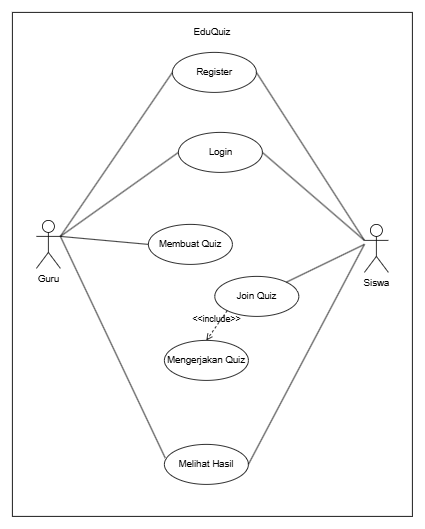 EduQuiz
Register
Login
Membuat Quiz
Guru
Siswa
Join Quiz
<<include>>
Mengerjakan Quiz
Melihat Hasil